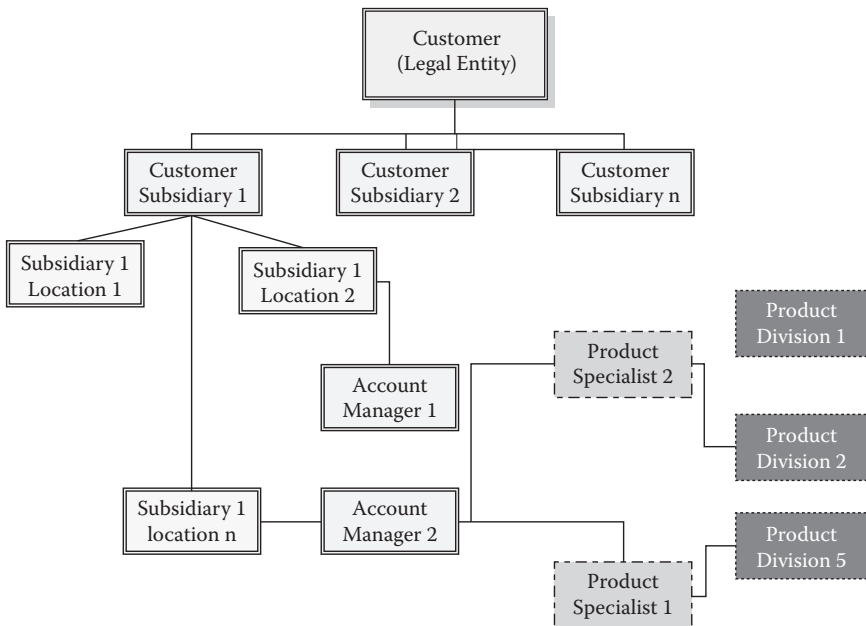 Customer
(Legal Entity)
Customer
Subsidiary 1
Customer
Subsidiary 2
Customer
Subsidiary n
Subsidiary 1
Location 1
Subsidiary 1
Location 2
Product
Division 1
Product
Specialist 2
Account
Manager 1
Product
Division 2
Subsidiary 1
location n
Account
Manager 2
Product
Division 5
Product
Specialist 1